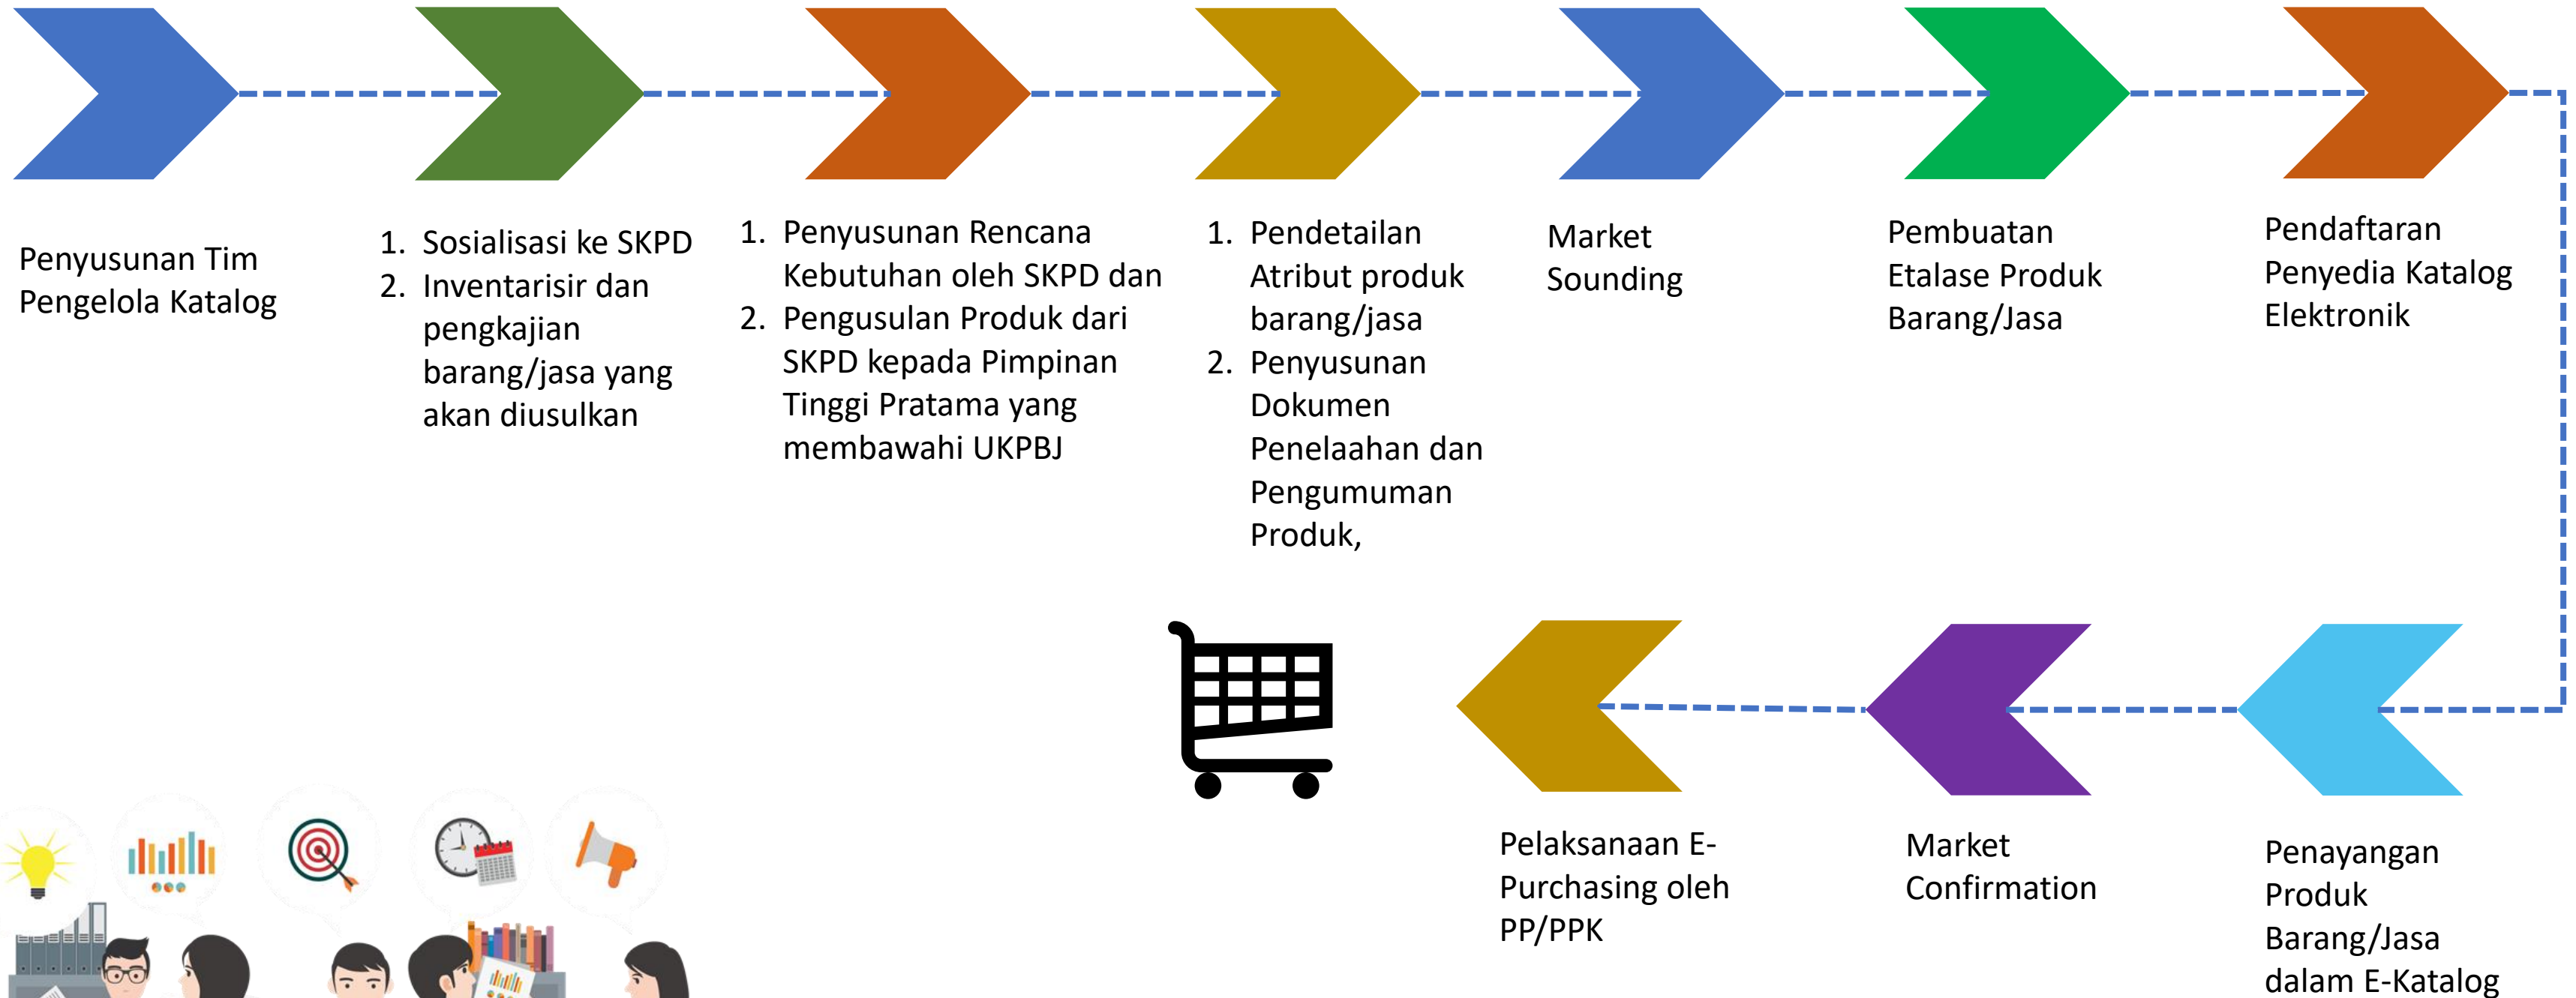 Penyusunan Tim
Pengelola Katalog
1. Sosialisasi ke SKPD
2. Inventarisir dan
pengkajian
barang/jasa yang
akan diusulkan
1. Penyusunan Rencana
Kebutuhan oleh SKPD dan
2. Pengusulan Produk dari
SKPD kepada Pimpinan
Tinggi Pratama yang
membawahi UKPBJ
1. Pendetailan
Atribut produk
barang/jasa
2. Penyusunan
Dokumen
Penelaahan dan
Pengumuman
Produk,
Market
Sounding
Pembuatan
Etalase Produk
Barang/Jasa
Pendaftaran
Penyedia Katalog
Elektronik
Penayangan
Produk
Barang/Jasa
dalam E-Katalog
Market
Confirmation
Pelaksanaan E-
Purchasing oleh
PP/PPK